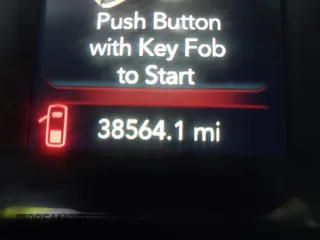 Push Button
with Key Fob
to Start
38564.1 mi